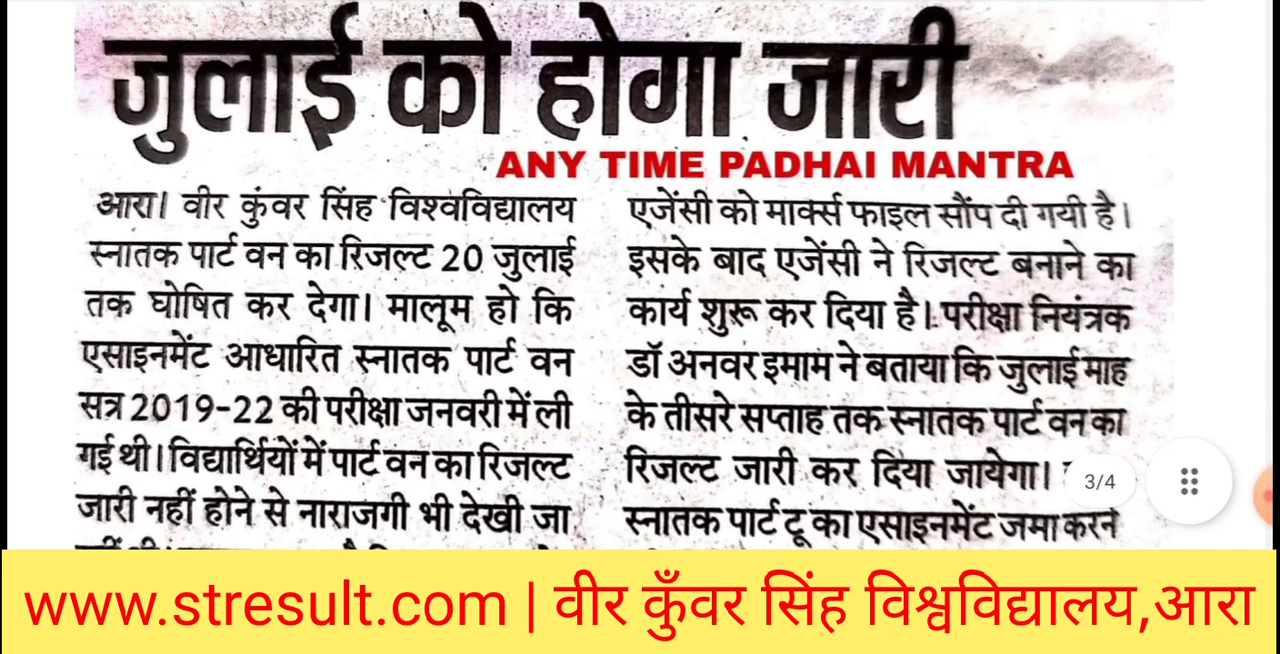 जुलाई को होगा जारी
ANY TIME PADHAI MANTRA
आरा। वीर कुंवर सिंह विश्वविद्यालय
स्नातक पार्ट वन का रिजल्ट 20 जुलाई
तक घोषित कर देगा। मालूम हो कि
एसाइनमेंट आधारित स्नातक पार्ट वन
सत्र 2019-22 की परीक्षा जनवरी में ली
गई थी। विद्यार्थियों में पार्ट वन का रिजल्ट
जारी नहीं होने से नाराजगी भी देखी जा
एजेंसी को मार्क्स फाइल सौंप दी गयी है।
इसके बाद एजेंसी ने रिजल्ट बनाने का
कार्य शुरू कर दिया है। परीक्षा नियंत्रक
डॉ अनवर इमाम ने बताया कि जुलाई माह
के तीसरे सप्ताह तक स्नातक पार्ट वन का
रिजल्ट जारी कर दिया जायेगा।
स्नातक पार्ट टू का एसाइनमेंट जमा करने
3/4
www.stresult.com | वीर कुँवर सिंह विश्वविद्यालय,आरा